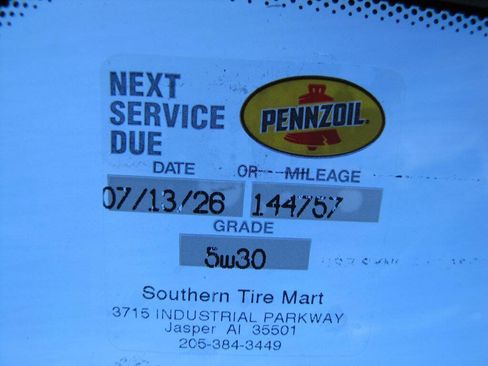 NEXT
SERVICE
DUE
PENNZOIL.
DATE OR MILEAGE
07/13/26 144757
GRADE
5w30
Southern Tire Mart
3715 INDUSTRIAL PARKWAY
Jasper Al 35501
205-384-3449